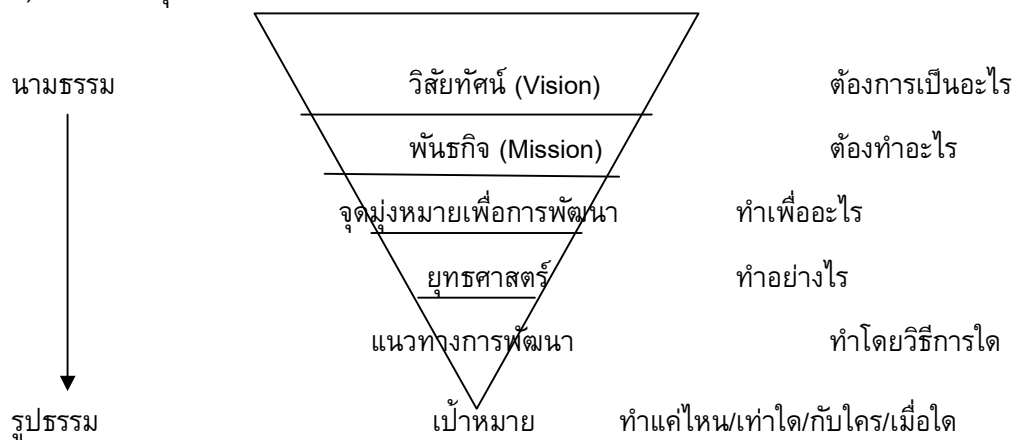 นามธรรม วิสัยทัศน์ (Vision) ต้องการเป็นอะไร
พันธกิจ (Mission) ต้องทำอะไร
จุดมุ่งหมายเพื่อการพัฒนา ทำเพื่ออะไร
ยุทธศาสตร์ ทำอย่างไร
แนวทางการพัฒนา ทำโดยวิธีการใด
รูปธรรม เป้าหมาย ทำแค่ไหน/เท่าใด/กับใคร/เมื่อใด